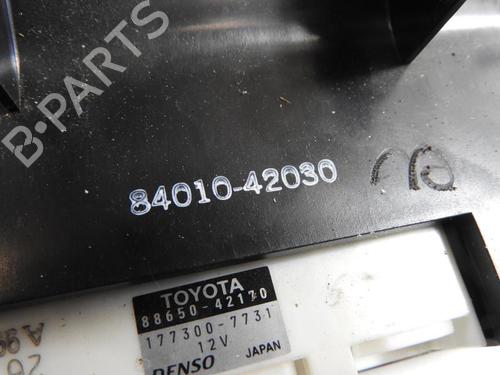 B-PARTS
84010-42030
TOYOTA
88650-42170
177300-7731
12V
DENSO JAPAN